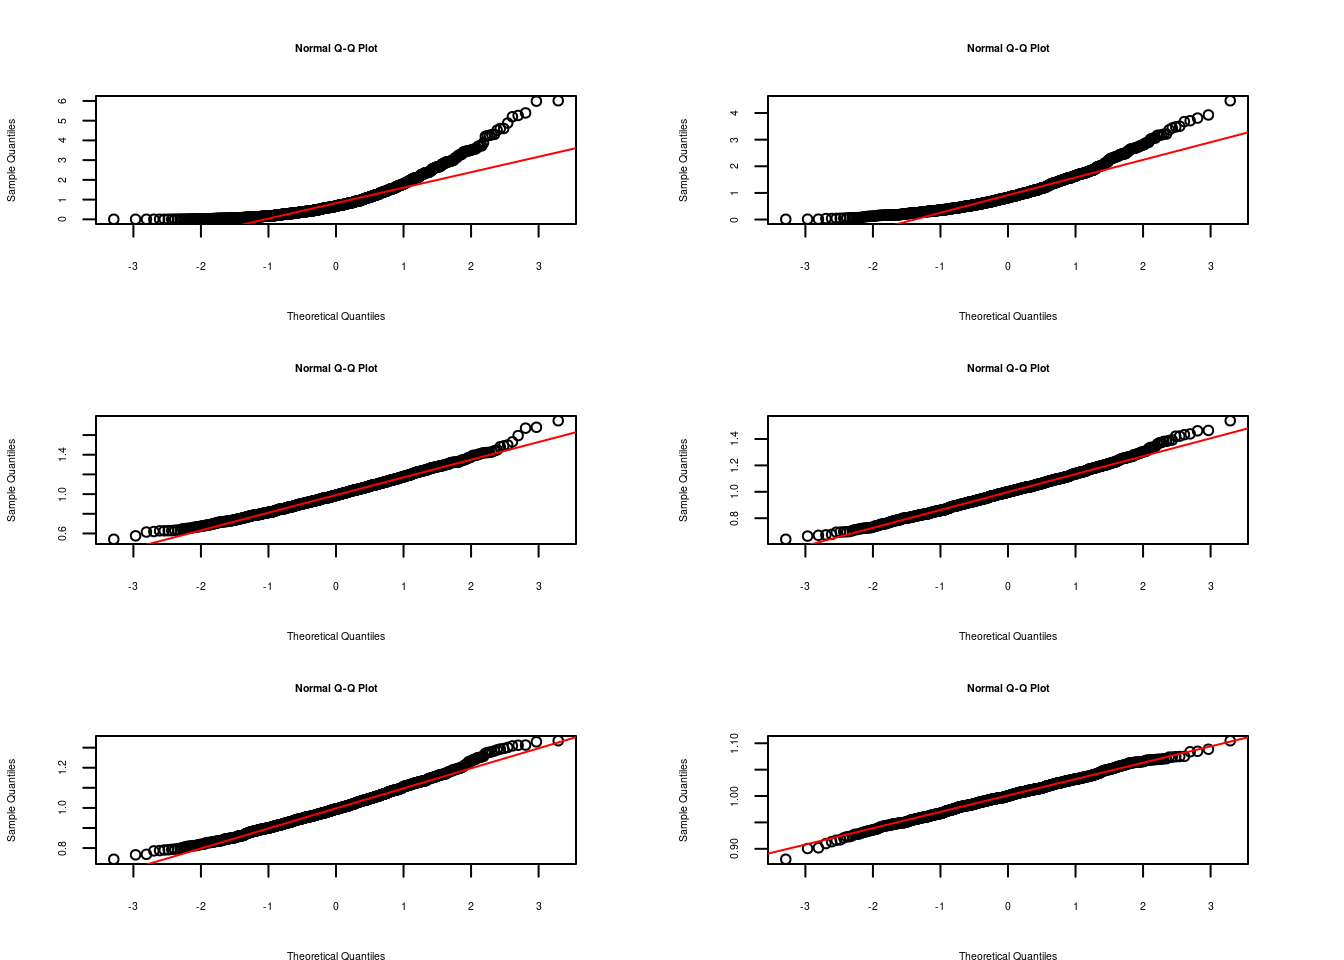 Normal Q-Q Plot
Sample Quantiles
0 1 2 3 4 5 6
-3 -2 -1 0 1 2 3
Theoretical Quantiles
Normal Q-Q Plot
Sample Quantiles
0 1 2 3 4
-3 -2 -1 0 1 2 3
Theoretical Quantiles
Normal Q-Q Plot
Sample Quantiles
0.6 1.0 1.4
-3 -2 -1 0 1 2 3
Theoretical Quantiles
Normal Q-Q Plot
Sample Quantiles
0.8 1.0 1.2 1.4
-3 -2 -1 0 1 2 3
Theoretical Quantiles
Normal Q-Q Plot
Sample Quantiles
0.8 1.0 1.2
-3 -2 -1 0 1 2 3
Theoretical Quantiles
Normal Q-Q Plot
Sample Quantiles
0.90 1.00 1.10
-3 -2 -1 0 1 2 3
Theoretical Quantiles